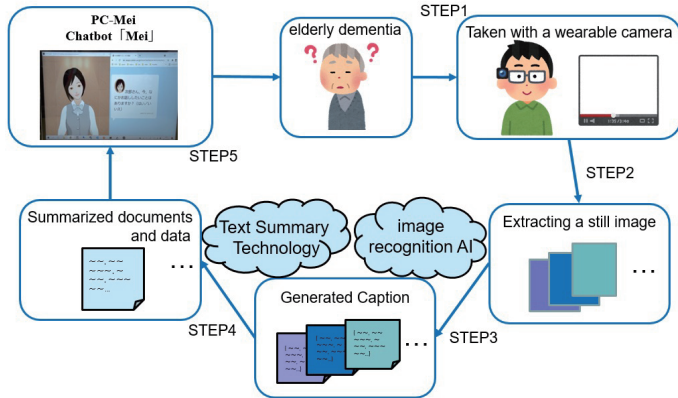 PC-Mei
Chatbot「Mei」
elderly dementia
STEP1
Taken with a wearable camera
STEP2
Extracting a still image
...
image
recognition AI
STEP3
Generated Caption
...
Text Summary
Technology
STEP4
Summarized documents
and data
...
STEP5